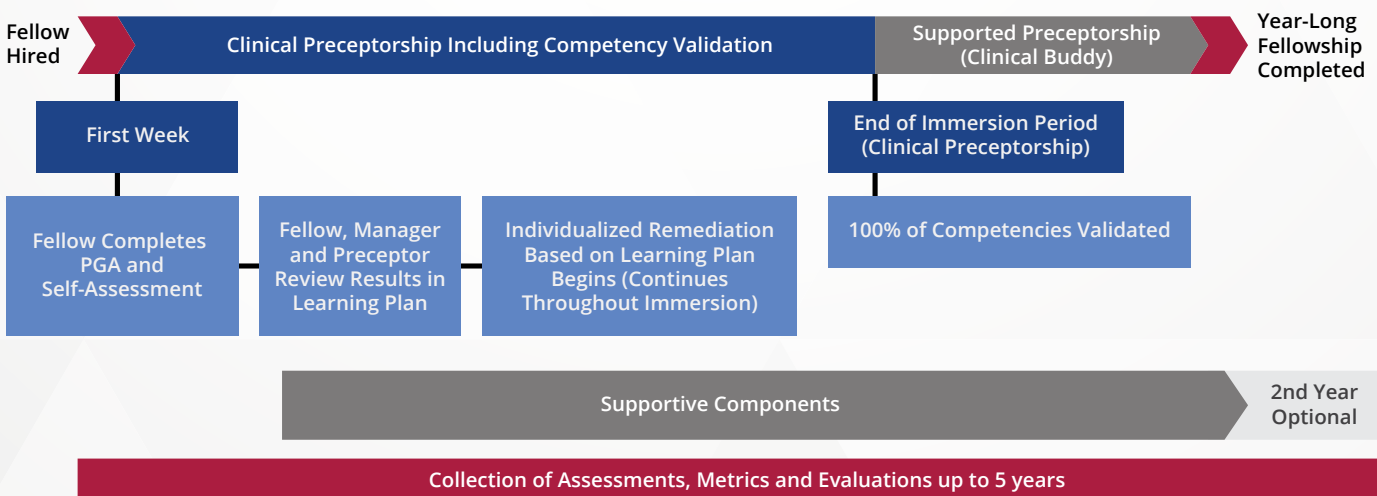 Fellow
Hired
Clinical Preceptorship Including Competency Validation
Supported Preceptorship
(Clinical Buddy)
Year-Long
Fellowship
Completed
First Week
End of Immersion Period
(Clinical Preceptorship)
Fellow Completes
PGA and
Self-Assessment
Fellow, Manager
and Preceptor
Review Results in
Learning Plan
Individualized Remediation
Based on Learning Plan
Begins (Continues
Throughout Immersion)
100% of Competencies Validated
Supportive Components
2nd Year
Optional
Collection of Assessments, Metrics and Evaluations up to 5 years